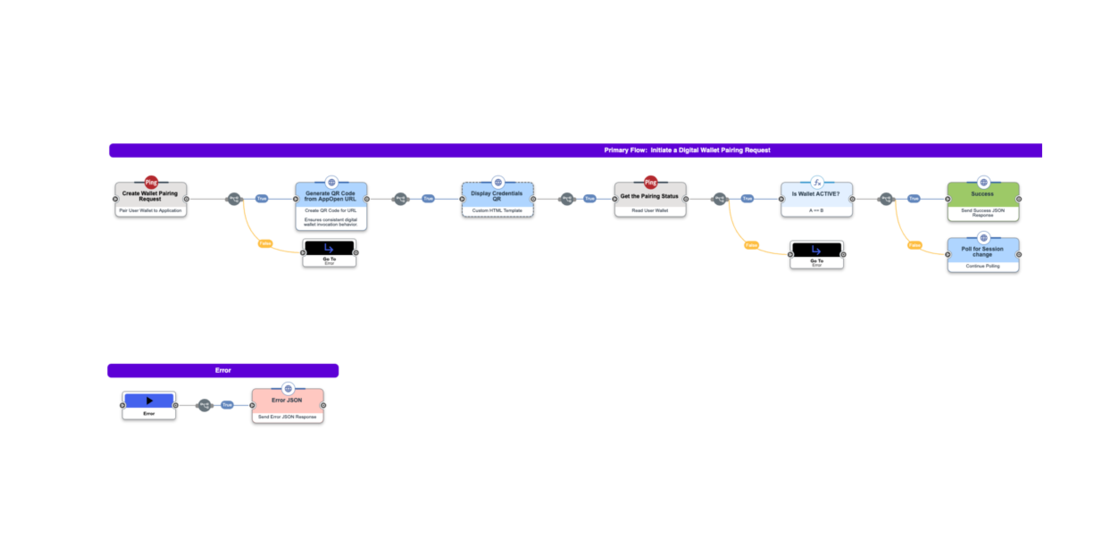 Primary Flow: Initiate a Digital Wallet Pairing Request
Ping
Create Wallet Pairing
Request
Pair User Wallet to Application
True
False
Generate QR Code
from AppOpen URL
Create QR Code for URL
Ensures consistent digital
wallet invocation behavior
Go To
Error
True
Display Credentials
QR
Custom HTML Template
True
Ping
Get the Pairing Status
Read User Wallet
True
False
Is Wallet ACTIVE?
A == B
Go To
Error
True
False
Success
Send Success JSON
Response
Poll for Session
change
Continue Polling
Error
Error
True
Error JSON
Send Error JSON Response